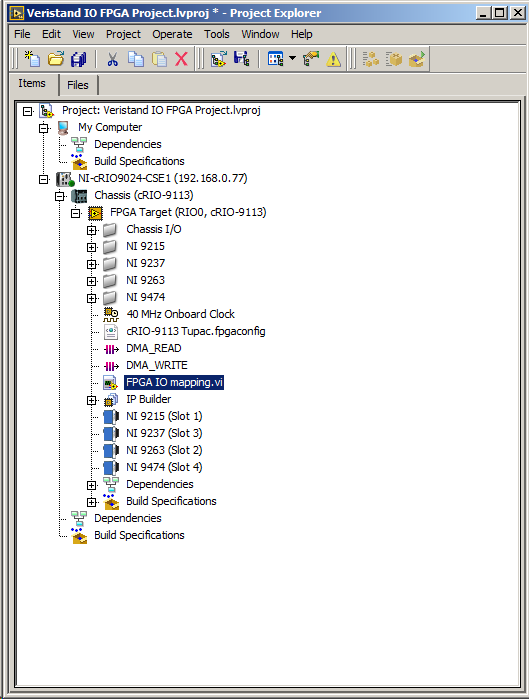 Veristand IO FPGA Project.lvproj * - Project Explorer
File Edit View Project Operate Tools Window Help
Items Files
Project: Veristand IO FPGA Project.lvproj
My Computer
Dependencies
Build Specifications
NI-cRIO9024-CSE1 (192.168.0.77)
Chassis (cRIO-9113)
FPGA Target (RIO0, cRIO-9113)
Chassis I/O
NI 9215
NI 9237
NI 9263
NI 9474
40 MHz Onboard Clock
cRIO-9113 Tupac.fpgaconfig
DMA_READ
DMA_WRITE
FPGA IO mapping.vi
IP Builder
NI 9215 (Slot 1)
NI 9237 (Slot 3)
NI 9263 (Slot 2)
NI 9474 (Slot 4)
Dependencies
Build Specifications
Dependencies
Build Specifications